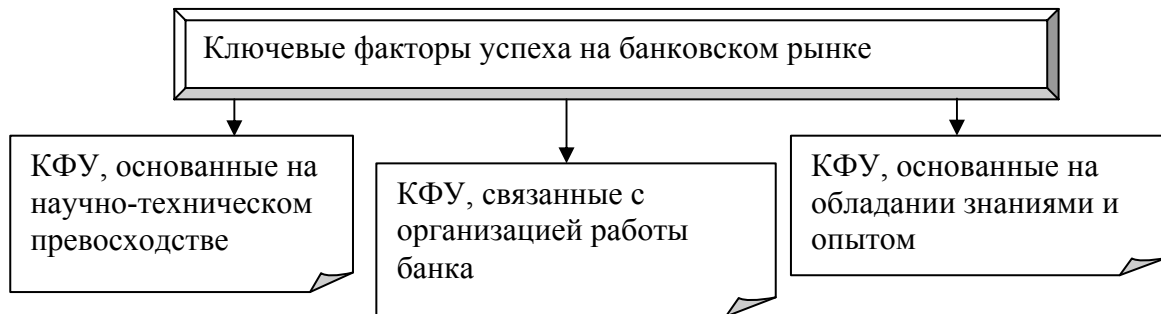 Ключевые факторы успеха на банковском рынке
КФУ, основанные на
научно-техническом
превосходстве
КФУ, связанные с
организацией работы
банка
КФУ, основанные на
обладании знаниями и
опытом